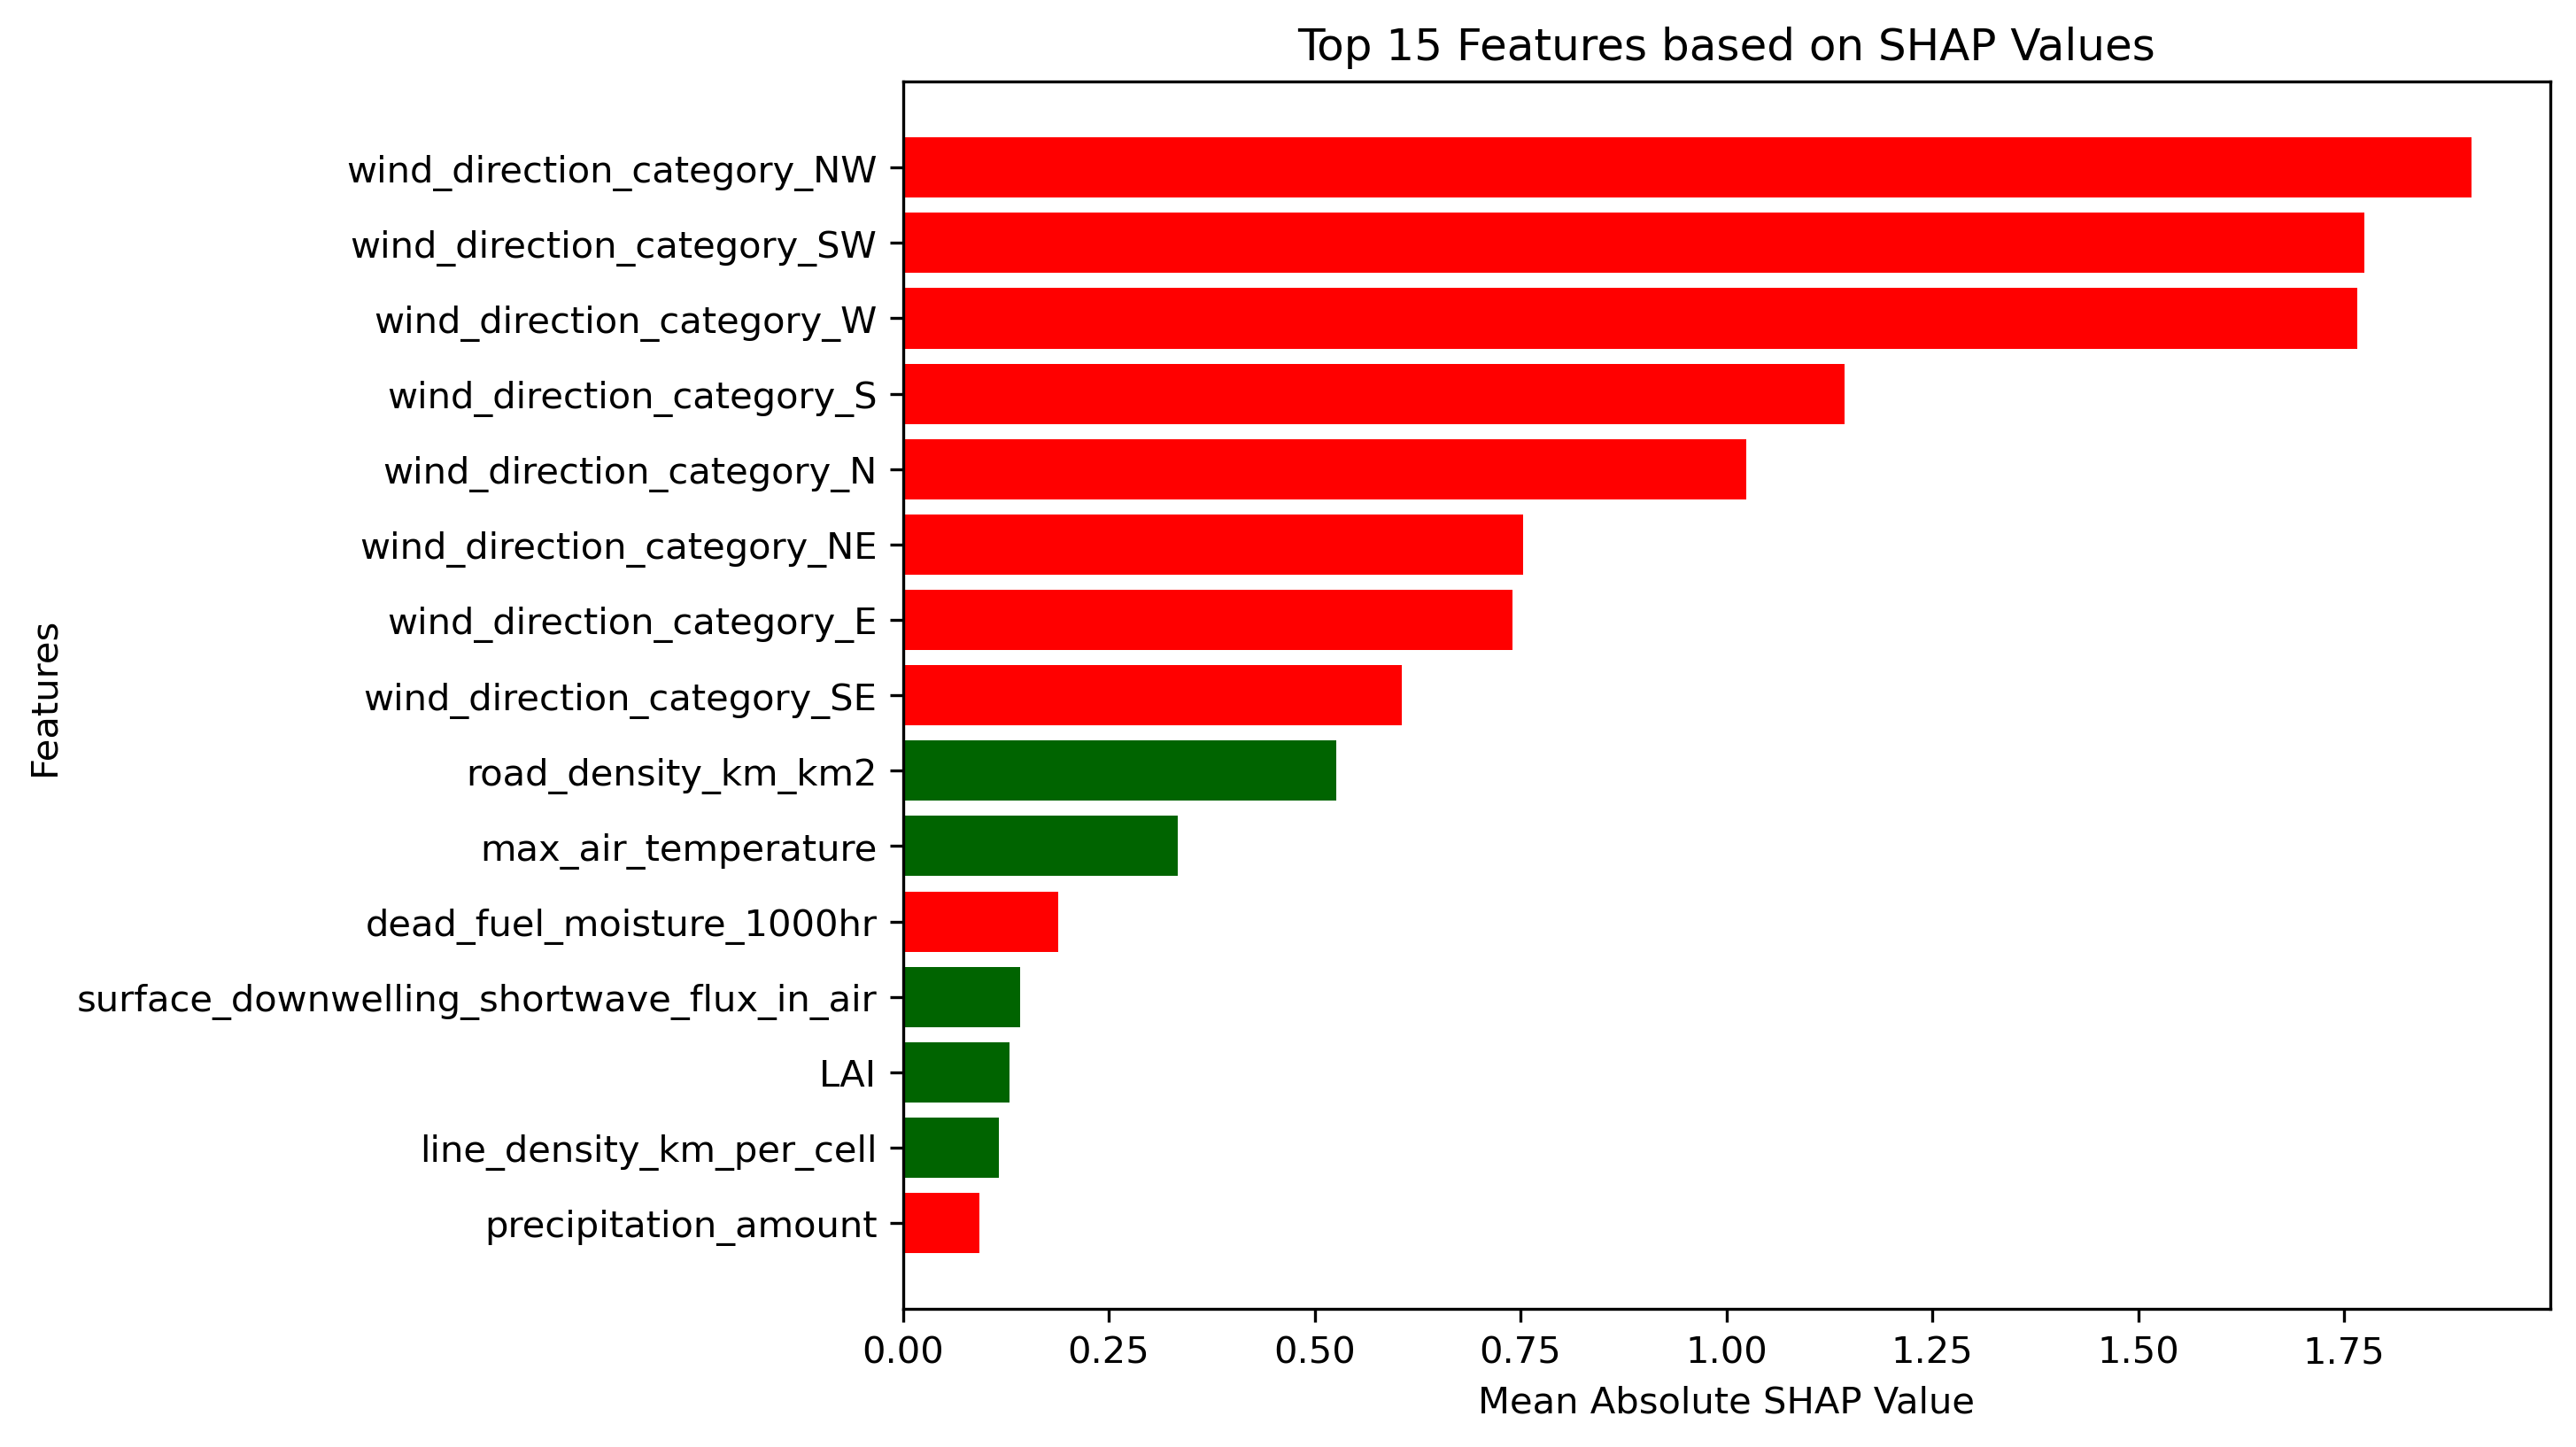 Top 15 Features based on SHAP Values
wind_direction_category_NW
wind_direction_category_SW
wind_direction_category_W
wind_direction_category_S
wind_direction_category_N
wind_direction_category_NE
wind_direction_category_E
wind_direction_category_SE
road_density_km_km2
max_air_temperature
dead_fuel_moisture_1000hr
surface_downwelling_shortwave_flux_in_air
LAI
line_density_km_per_cell
precipitation_amount
Features
0.00 0.25 0.50 0.75 1.00 1.25 1.50 1.75
Mean Absolute SHAP Value